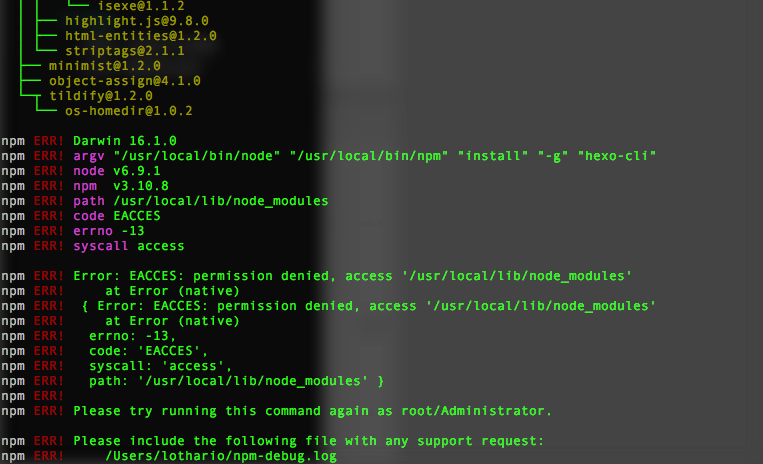 │ │   └── isexe@1.1.2
│ ├── highlight.js@9.8.0
│ ├── html-entities@1.2.0
│ └── striptags@2.1.1
├── minimist@1.2.0
├── object-assign@4.1.0
└─┬ tildify@1.2.0
  └── os-homedir@1.0.2
npm ERR! Darwin 16.1.0
npm ERR! argv "/usr/local/bin/node" "/usr/local/bin/npm" "install" "-g" "hexo-cli"
npm ERR! node v6.9.1
npm ERR! npm  v3.10.8
npm ERR! path /usr/local/lib/node_modules
npm ERR! code EACCES
npm ERR! errno -13
npm ERR! syscall access
npm ERR! Error: EACCES: permission denied, access '/usr/local/lib/node_modules'
npm ERR!     at Error (native)
npm ERR!  { Error: EACCES: permission denied, access '/usr/local/lib/node_modules'
npm ERR!     at Error (native)
npm ERR!   errno: -13,
npm ERR!   code: 'EACCES',
npm ERR!   syscall: 'access',
npm ERR!   path: '/usr/local/lib/node_modules' }
npm ERR!
npm ERR! Please try running this command again as root/Administrator.
npm ERR! Please include the following file with any support request:
npm ERR!     /Users/lothario/npm-debug.log